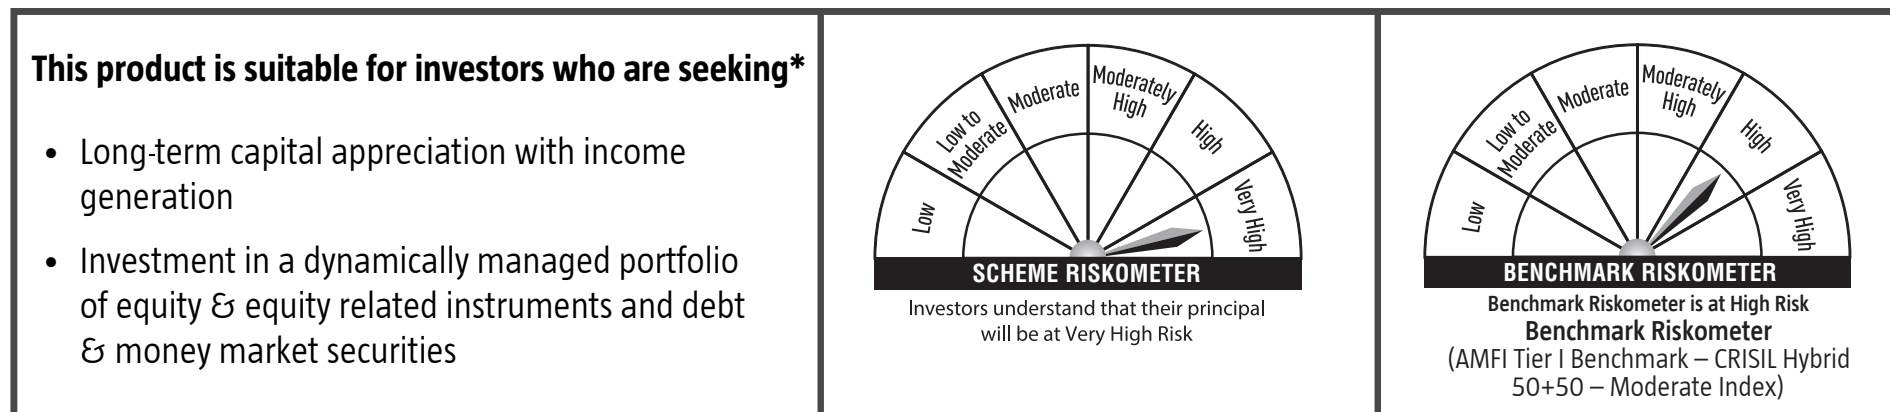 This product is suitable for investors who are seeking*
• Long-term capital appreciation with income
generation
• Investment in a dynamically managed portfolio
of equity & equity related instruments and debt
& money market securities
Low
Low to
Moderate
Moderate
Moderately
High
High
Very High
SCHEME RISKOMETER
Investors understand that their principal
will be at Very High Risk
Low
Low to
Moderate
Moderate
Moderately
High
High
Very High
BENCHMARK RISKOMETER
Benchmark Riskometer is at High Risk
Benchmark Riskometer
(AMFI Tier I Benchmark – CRISIL Hybrid
50+50 – Moderate Index)